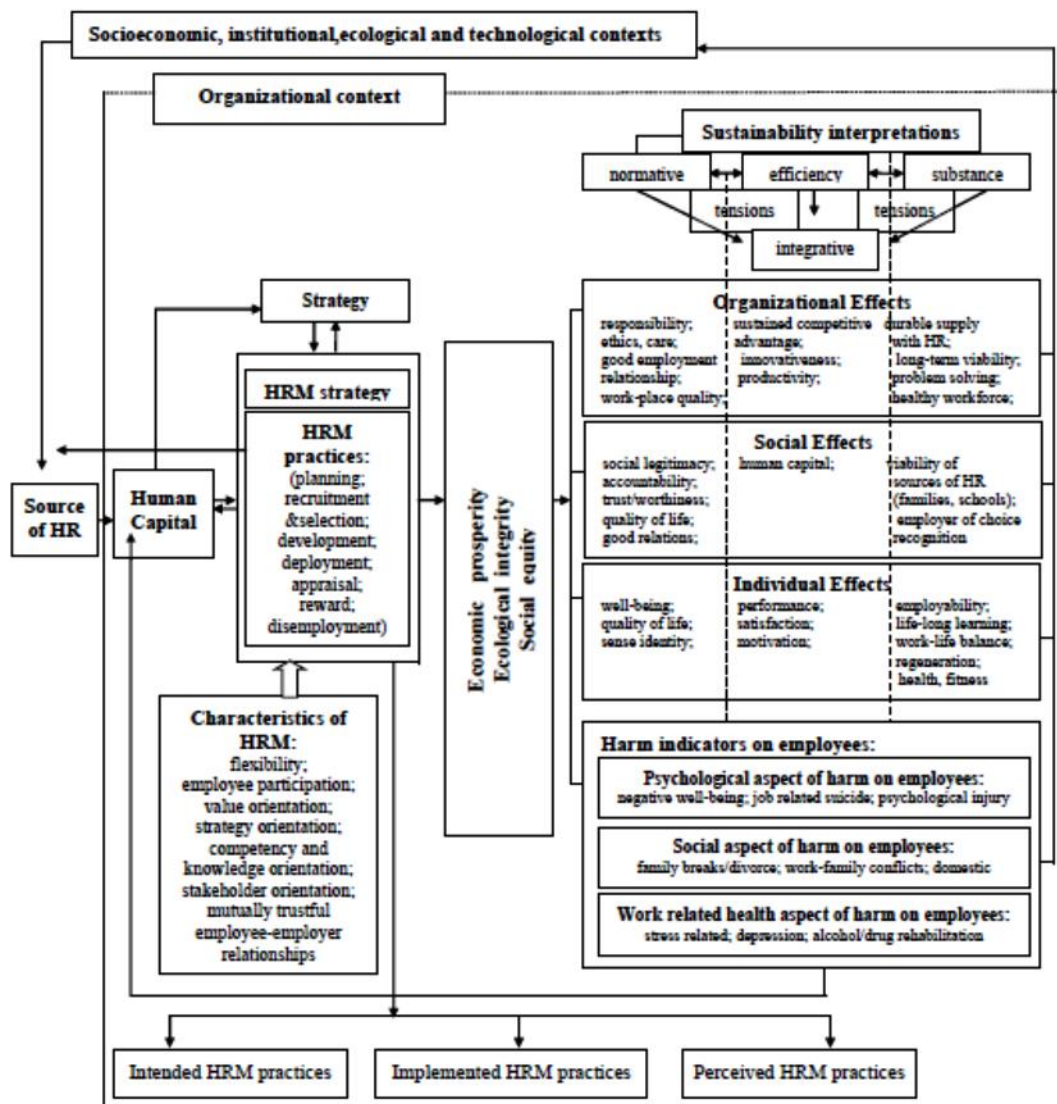 Socioeconomic, institutional,ecological and technological contexts
Organizational context
Sustainability interpretations
normative
efficiency
substance
tensions
tensions
integrative
Strategy
HRM strategy
HRM
practices:
(planning;
recruitment
&selection;
development;
deployment;
appraisal;
reward;
disemployment)
Source
of HR
Human
Capital
Characteristics of
HRM:
flexibility;
employee participation;
value orientation;
strategy orientation;
competency and
knowledge orientation;
stakeholder orientation;
mutually trustful
employee-employer
relationships
Economic prosperity
Ecological integrity
Social equity
Organizational Effects
responsibility;
ethics, care;
good employment
relationship;
work-place quality;
sustained competitive
advantage;
innovativeness;
productivity;
durable supply
with HR;
long-term viability;
problem solving;
healthy workforce;
Social Effects
social legitimacy;
accountability;
trust/worthiness;
quality of life;
good relations;
human capital;
viability of
sources of HR
(families, schools);
employer of choice
recognition
Individual Effects
well-being;
quality of life;
sense identity;
performance;
satisfaction;
motivation;
employability;
life-long learning;
work-life balance;
regeneration;
health, fitness
Harm indicators on employees:
Psychological aspect of harm on employees:
negative well-being; job related suicide; psychological injury
Social aspect of harm on employees:
family breaks/divorce; work-family conflicts; domestic
Work related health aspect of harm on employees:
stress related; depression; alcohol/drug rehabilitation
Intended HRM practices
Implemented HRM practices
Perceived HRM practices